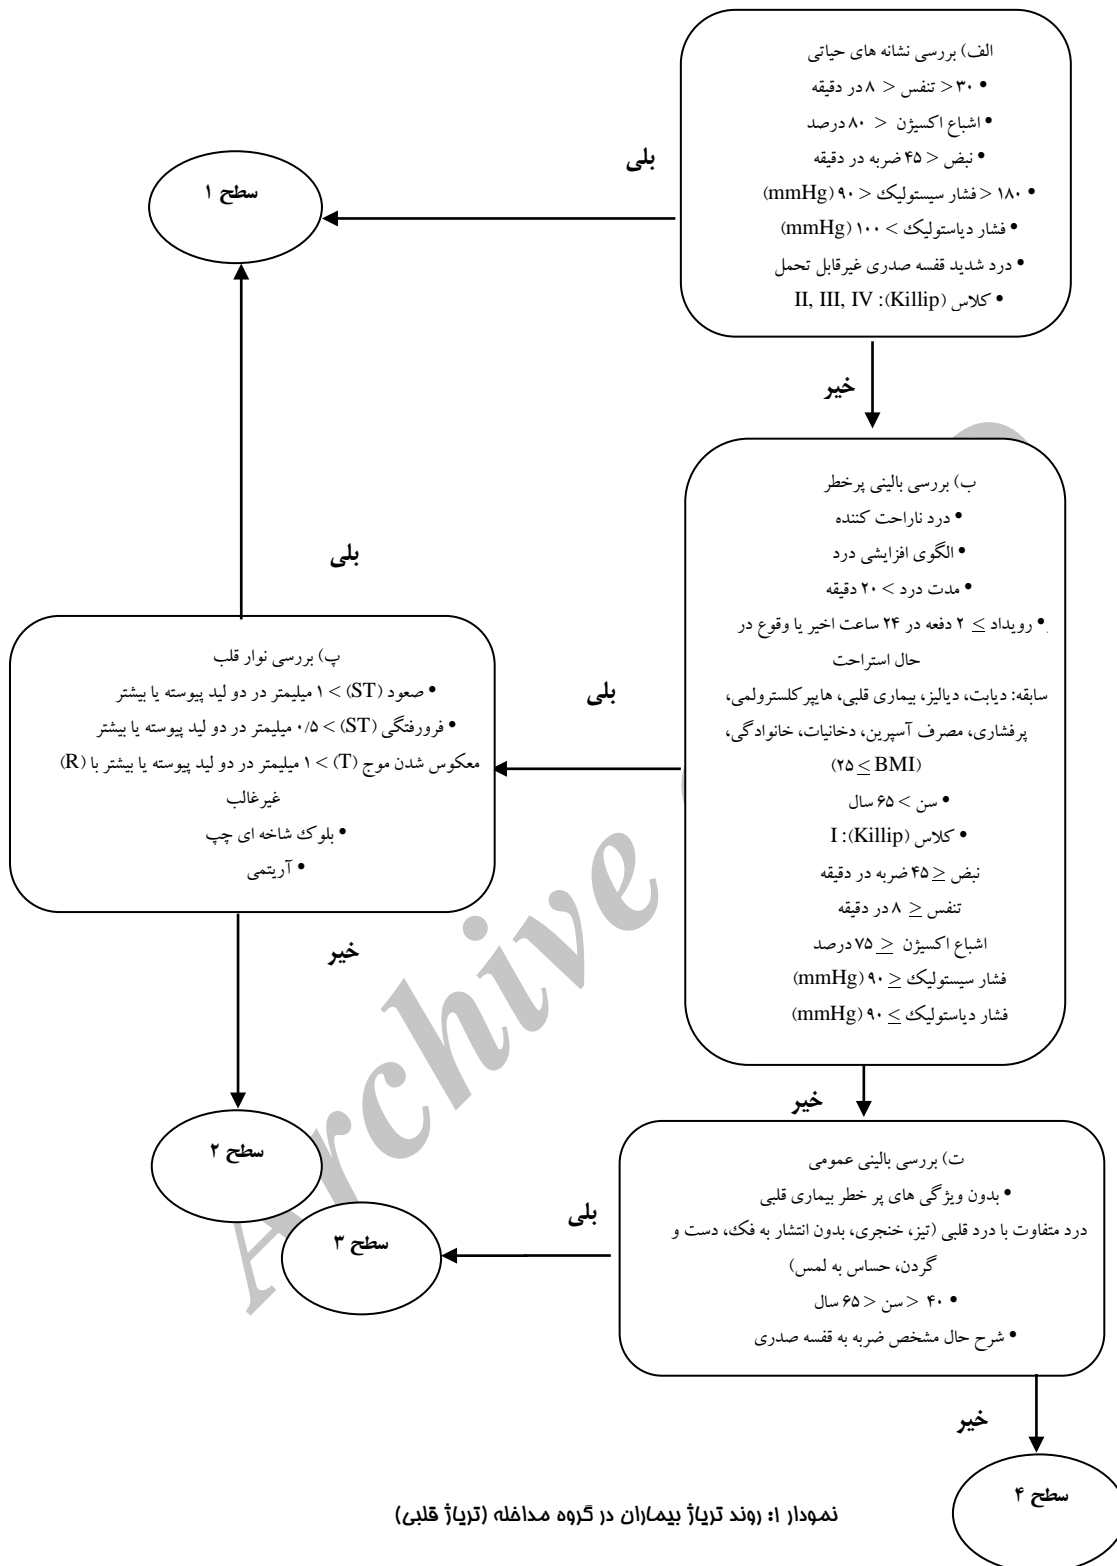 الف) بررسی نشانه های حیاتی
• ۳۰ < تنفس < ۸ در دقیقه
• اشباع اکسیژن < ۸۰ درصد
• نبض < ۴۵ ضربه در دقیقه
• ۱۸۰ < فشار سیستولیک < ۹۰ (mmHg)
• فشار دیاستولیک > ۱۰۰ (mmHg)
• درد شدید قفسه صدری غیرقابل تحمل
• کلاس (Killip): II, III, IV
بلی
سطح ۱
خیر
ب) بررسی بالینی پرخطر
• درد ناراحت کننده
• الگوی افزایشی درد
• مدت درد > ۲۰ دقیقه
• رویداد ≥ ۲ دفعه در ۲۴ ساعت اخیر یا وقوع در
حال استراحت
سابقه: دیابت، دیالیز، بیماری قلبی، هایپرکلسترولمی،
پرفشاری، مصرف آسپرین، دخانیات، خانوادگی،
(۲۵ ≤ BMI)
• سن > ۶۵ سال
• کلاس (Killip): I
نبض ≤ ۴۵ ضربه در دقیقه
تنفس ≤ ۸ در دقیقه
اشباع اکسیژن ≤ ۷۵ درصد
فشار سیستولیک ≥ ۹۰ (mmHg)
فشار دیاستولیک ≥ ۹۰ (mmHg)
بلی
بلی
پ) بررسی نوار قلب
• صعود (ST) > ۱ میلیمتر در دو لید پیوسته یا بیشتر
• فرورفتگی (ST) > ۰/۵ میلیمتر در دو لید پیوسته یا بیشتر
معکوس شدن موج (T) > ۱ میلیمتر در دو لید پیوسته یا بیشتر با (R)
غیرغالب
• بلوک شاخه ای چپ
• آریتمی
خیر
سطح ۲
خیر
ت) بررسی بالینی عمومی
• بدون ویژگی های پر خطر بیماری قلبی
درد متفاوت با درد قلبی (تیز، خنجری، بدون انتشار به فک، دست و
گردن، حساس به لمس)
• ۴۰ < سن < ۶۵ سال
• شرح حال مشخص ضربه به قفسه صدری
بلی
سطح ۳
خیر
سطح ۴
نمودار ۱: روند تریاژ بیماران در گروه مداخله (تریاژ قلبی)
Archive